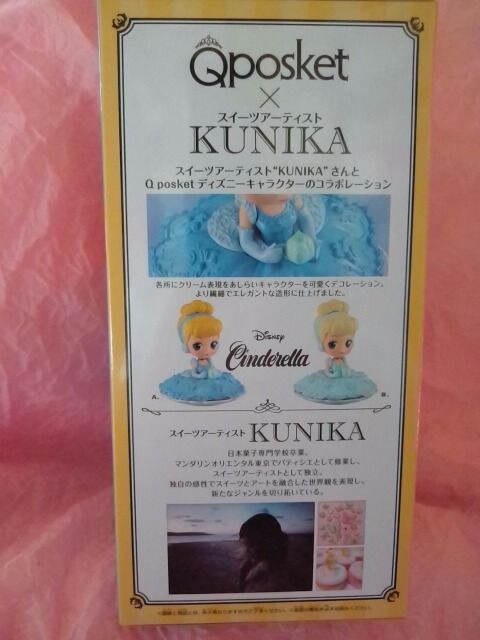 Qposket
×
スイーツアーティスト
KUNIKA
スイーツアーティスト“KUNIKA”さんと
Q posket ディズニーキャラクターのコラボレーション
各所にクリーム表現をあしらいキャラクターを可愛くデコレーション。
より繊細でエレガントな造形に仕上げました。
Disney
Cinderella
A.
B.
スイーツアーティスト KUNIKA
日本菓子専門学校卒業。
マンダリンオリエンタル東京でパティシエとして修業し、
スイーツアーティストとして独立。
独自の感性でスイーツとアートを融合した世界観を表現し、
新たなジャンルを切り拓いている。